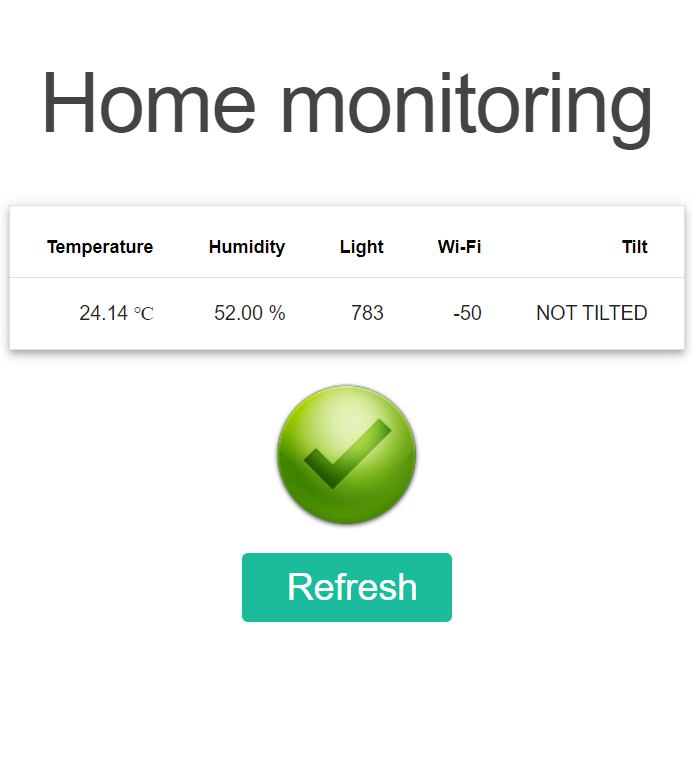 Home monitoring
Temperature Humidity Light Wi-Fi Tilt
24.14 ℃ 52.00 % 783 -50 NOT TILTED
Refresh